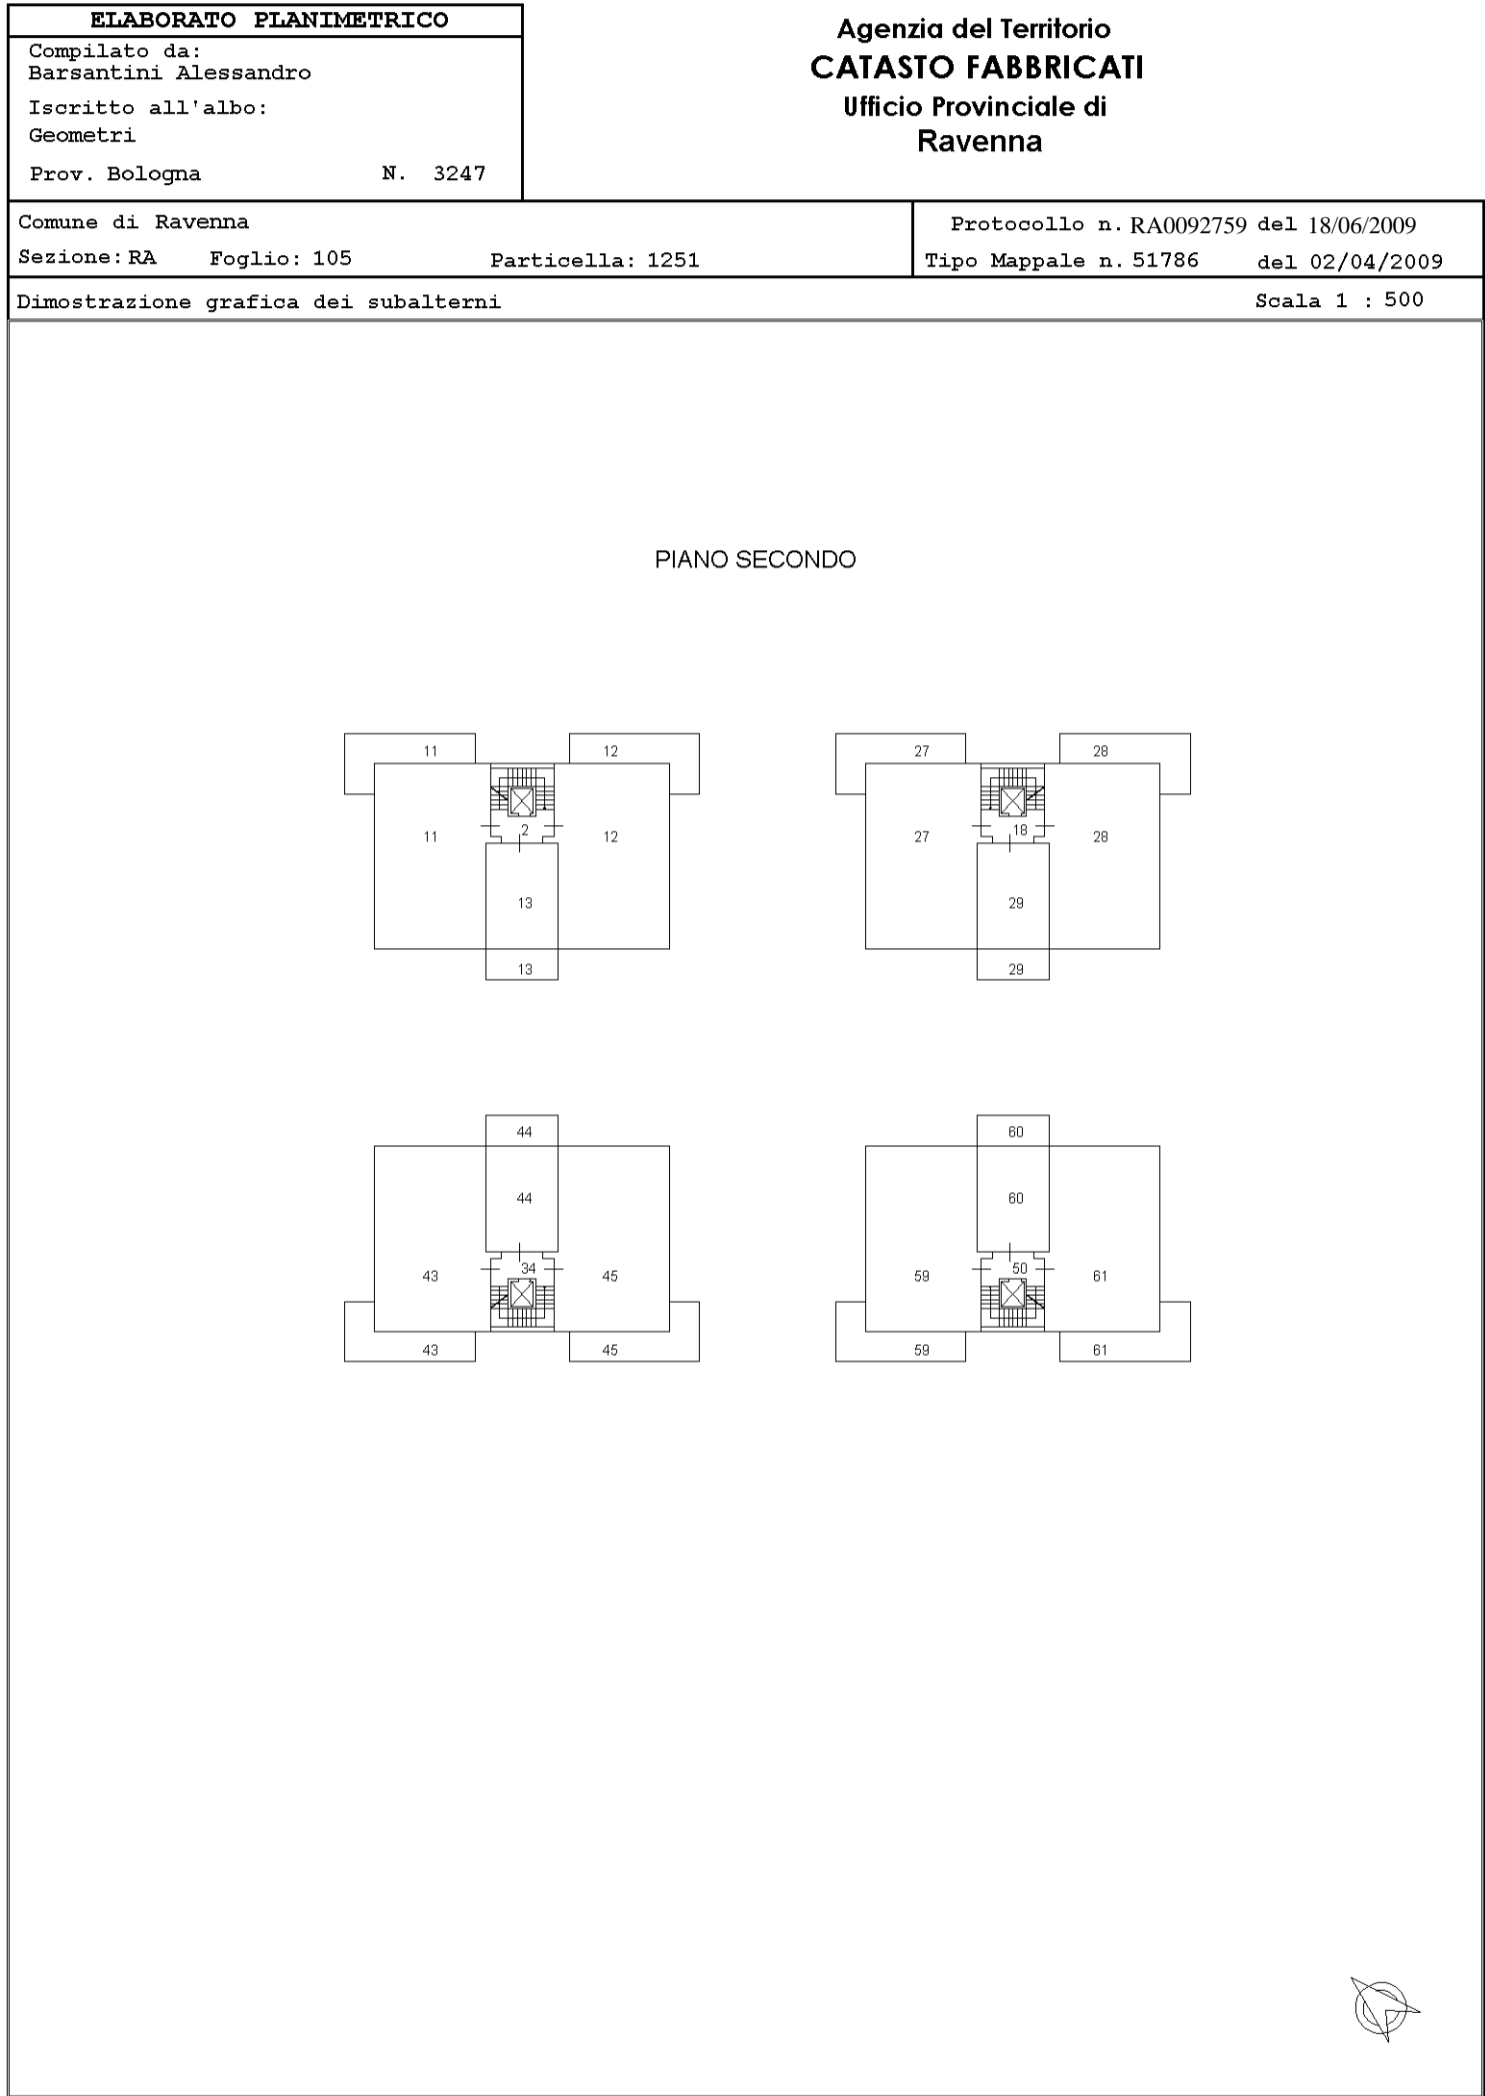 ELABORATO PLANIMETRICO
Compilato da:
Barsantini Alessandro
Iscritto all'albo:
Geometri
Prov. Bologna N. 3247
Agenzia del Territorio
CATASTO FABBRICATI
Ufficio Provinciale di
Ravenna
Comune di Ravenna
Sezione: RA Foglio: 105 Particella: 1251
Protocollo n. RA0092759 del 18/06/2009
Tipo Mappale n. 51786 del 02/04/2009
Dimostrazione grafica dei subalterni Scala 1 : 500
PIANO SECONDO
11 12 27 28
2 18
11 12 27 28
13 29
13 29
44 60
44 60
34 50
43 45 59 61
43 45 59 61